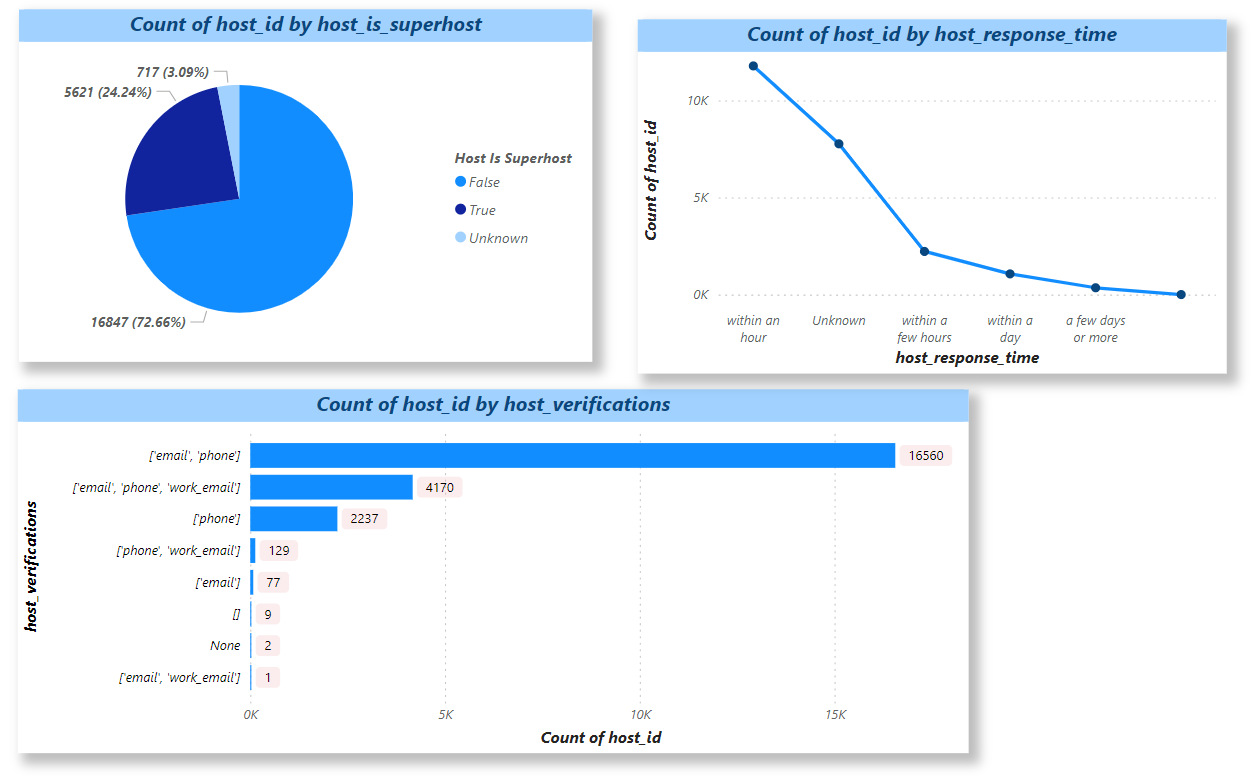 Count of host_id by host_is_superhost
717 (3.09%)
5621 (24.24%)
16847 (72.66%)
Host Is Superhost
False
True
Unknown
Count of host_id by host_response_time
Count of host_id
10K
5K
0K
within an
hour
Unknown
within a
few hours
within a
day
a few days
or more
host_response_time
Count of host_id by host_verifications
host_verifications
['email', 'phone']
16560
['email', 'phone', 'work_email']
4170
['phone']
2237
['phone', 'work_email']
129
['email']
77
[]
9
None
2
['email', 'work_email']
1
0K
5K
10K
15K
Count of host_id